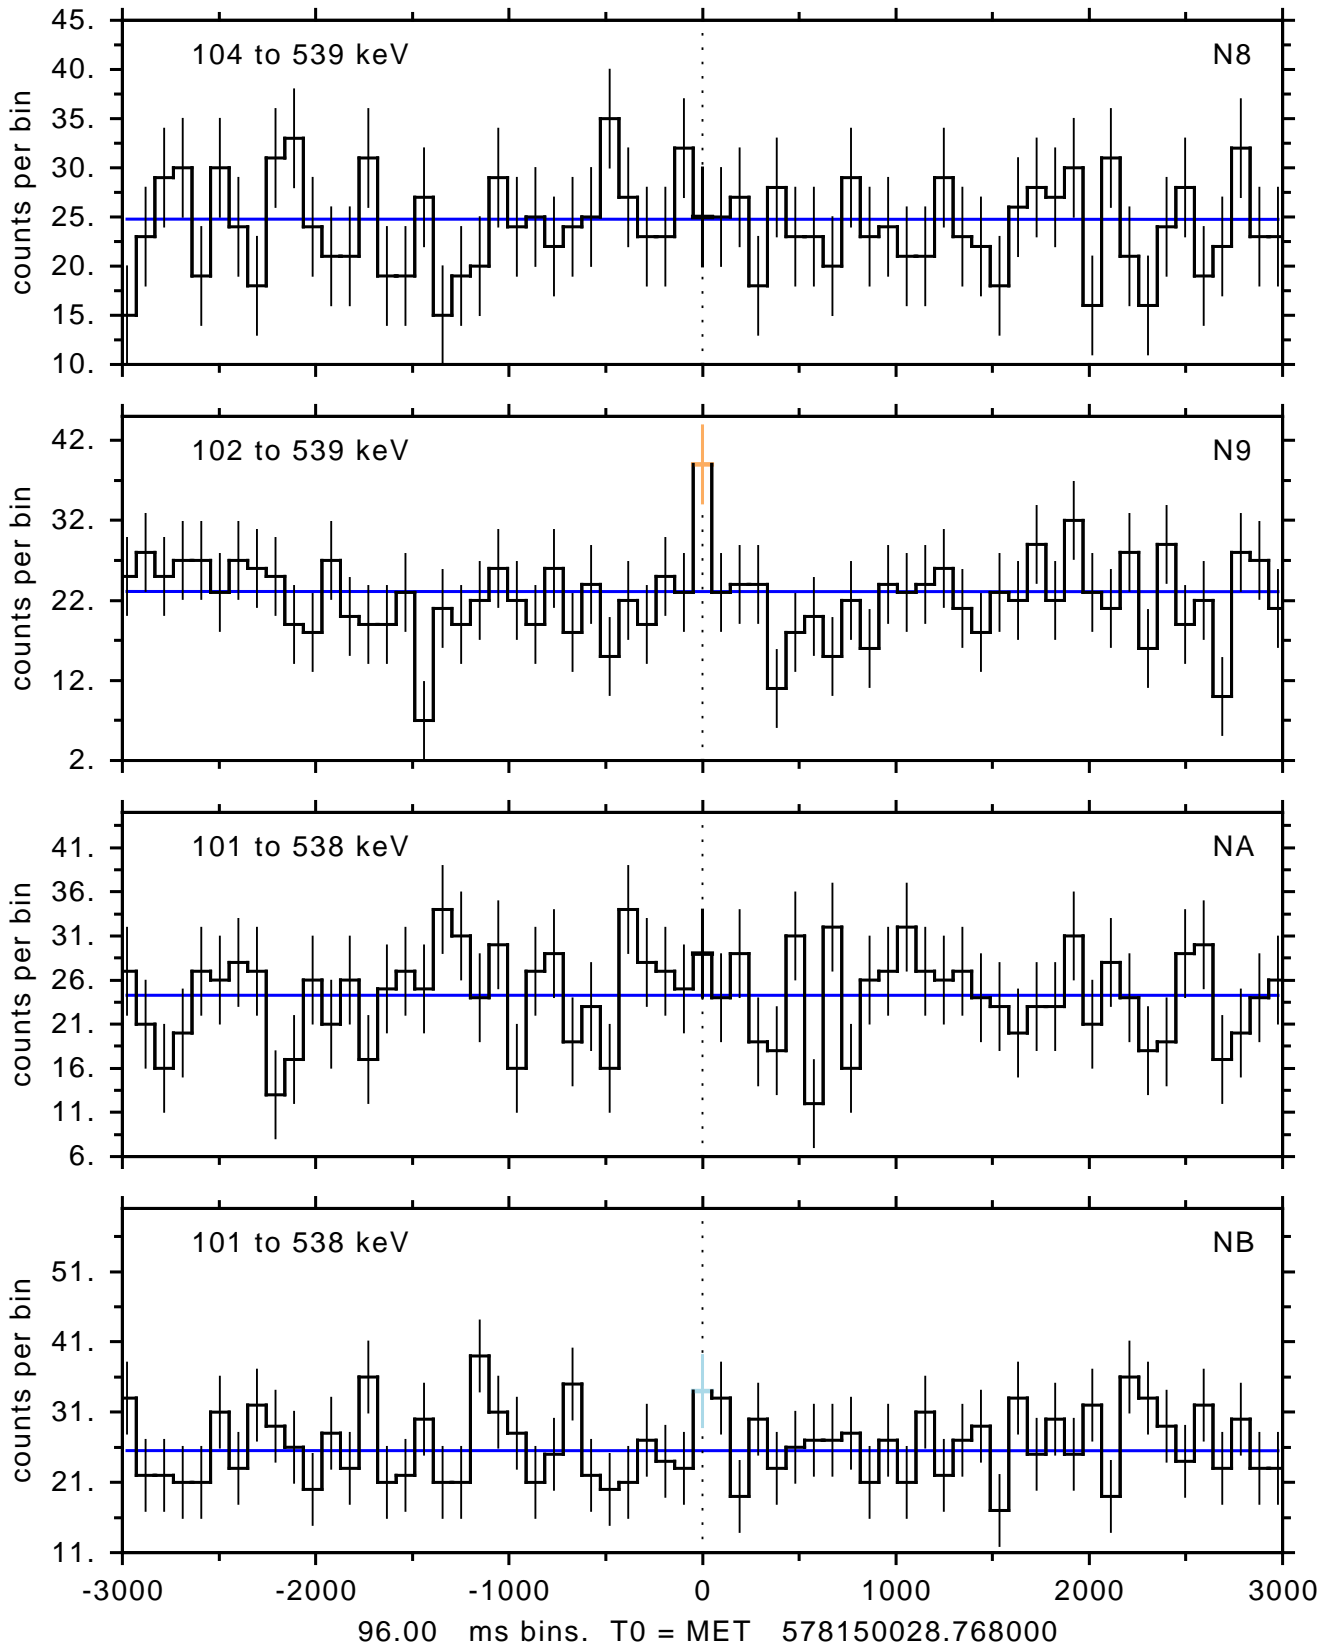 45.
104 to 539 keV N8
40.
35.
30.
25.
20.
15.
10.
counts per bin
102 to 539 keV N9
42.
32.
22.
12.
2.
counts per bin
101 to 538 keV NA
41.
36.
31.
26.
21.
16.
11.
6.
counts per bin
101 to 538 keV NB
51.
41.
31.
21.
11.
counts per bin
-3000 -2000 -1000 0 1000 2000 3000
96.00 ms bins. T0 = MET 578150028.768000